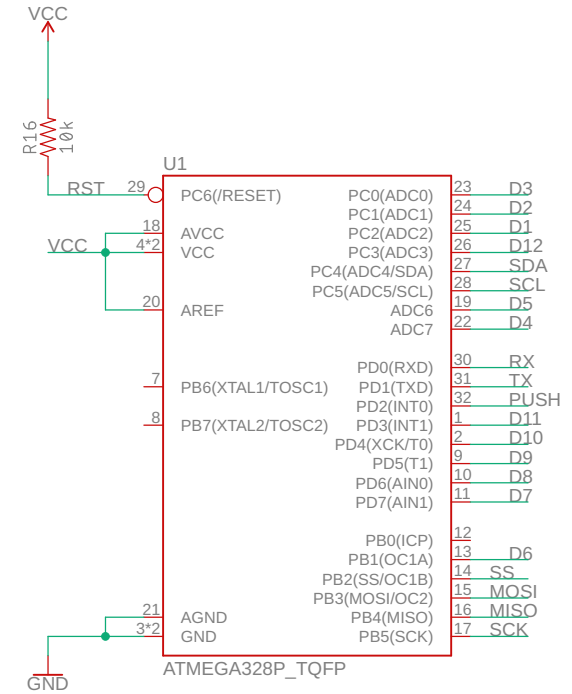 VCC
R16
10k
U1
RST 29 PC6(/RESET) PC0(ADC0) 23 D3
PC1(ADC1) 24 D2
18 AVCC PC2(ADC2) 25 D1
VCC 4*2 VCC PC3(ADC3) 26 D12
PC4(ADC4/SDA) 27 SDA
PC5(ADC5/SCL) 28 SCL
20 AREF ADC6 19 D5
ADC7 22 D4
PD0(RXD) 30 RX
7 PB6(XTAL1/TOSC1) PD1(TXD) 31 TX
PD2(INT0) 32 PUSH
8 PB7(XTAL2/TOSC2) PD3(INT1) 1 D11
PD4(XCK/T0) 2 D10
PD5(T1) 9 D9
PD6(AIN0) 10 D8
PD7(AIN1) 11 D7
PB0(ICP) 12
PB1(OC1A) 13 D6
PB2(SS/OC1B) 14 SS
PB3(MOSI/OC2) 15 MOSI
21 AGND PB4(MISO) 16 MISO
3*2 GND PB5(SCK) 17 SCK
ATMEGA328P_TQFP
GND